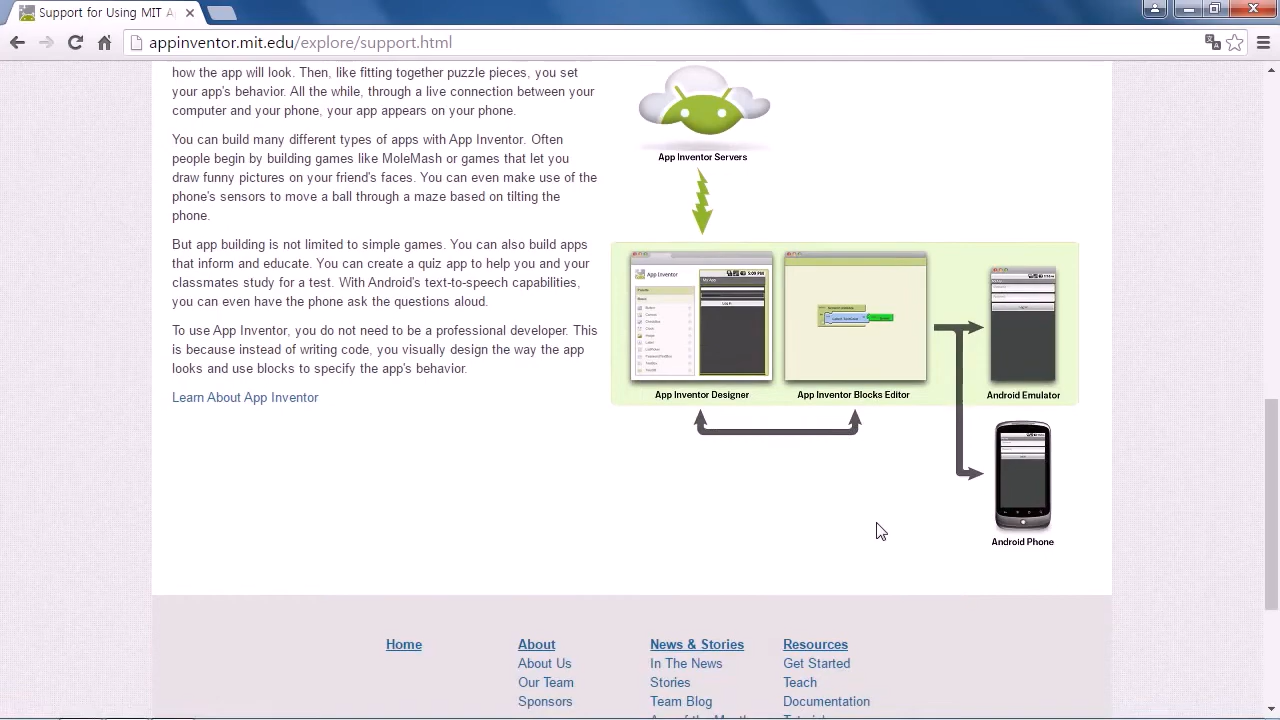 Support for Using MIT A
appinventor.mit.edu/explore/support.html
how the app will look. Then, like fitting together puzzle pieces, you set
your app's behavior. All the while, through a live connection between your
computer and your phone, your app appears on your phone.
You can build many different types of apps with App Inventor. Often
people begin by building games like MoleMash or games that let you
draw funny pictures on your friend's faces. You can even make use of the
phone's sensors to move a ball through a maze based on tilting the
phone.
But app building is not limited to simple games. You can also build apps
that inform and educate. You can create a quiz app to help you and your
classmates study for a test. With Android's text-to-speech capabilities,
you can even have the phone ask the questions aloud.
To use App Inventor, you do not need to be a professional developer. This
is because instead of writing code, you visually design the way the app
looks and use blocks to specify the app's behavior.
Learn About App Inventor
App Inventor Servers
App Inventor
5:09 PM
App Inventor Designer
App Inventor Blocks Editor
Android Emulator
Android Phone
Home
About
About Us
Our Team
Sponsors
News & Stories
In The News
Stories
Team Blog
Resources
Get Started
Teach
Documentation